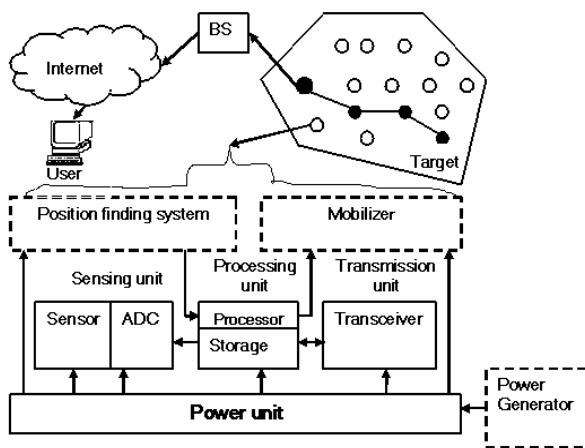 BS
Internet
User
Target
Position finding system
Mobilizer
Sensing unit
Processing
unit
Transmission
unit
Sensor
ADC
Processor
Storage
Transceiver
Power unit
Power
Generator